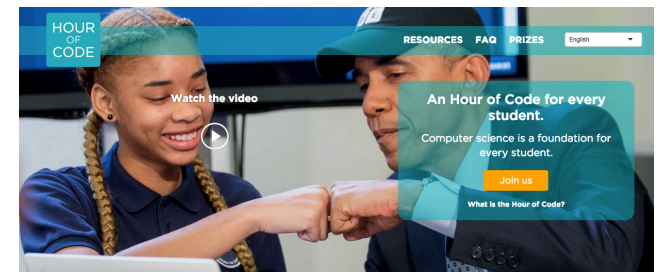 HOUR
OF
CODE
RESOURCES FAQ PRIZES English
Watch the video
An Hour of Code for every
student.
Computer science is a foundation for
every student.
Join us
What is the Hour of Code?